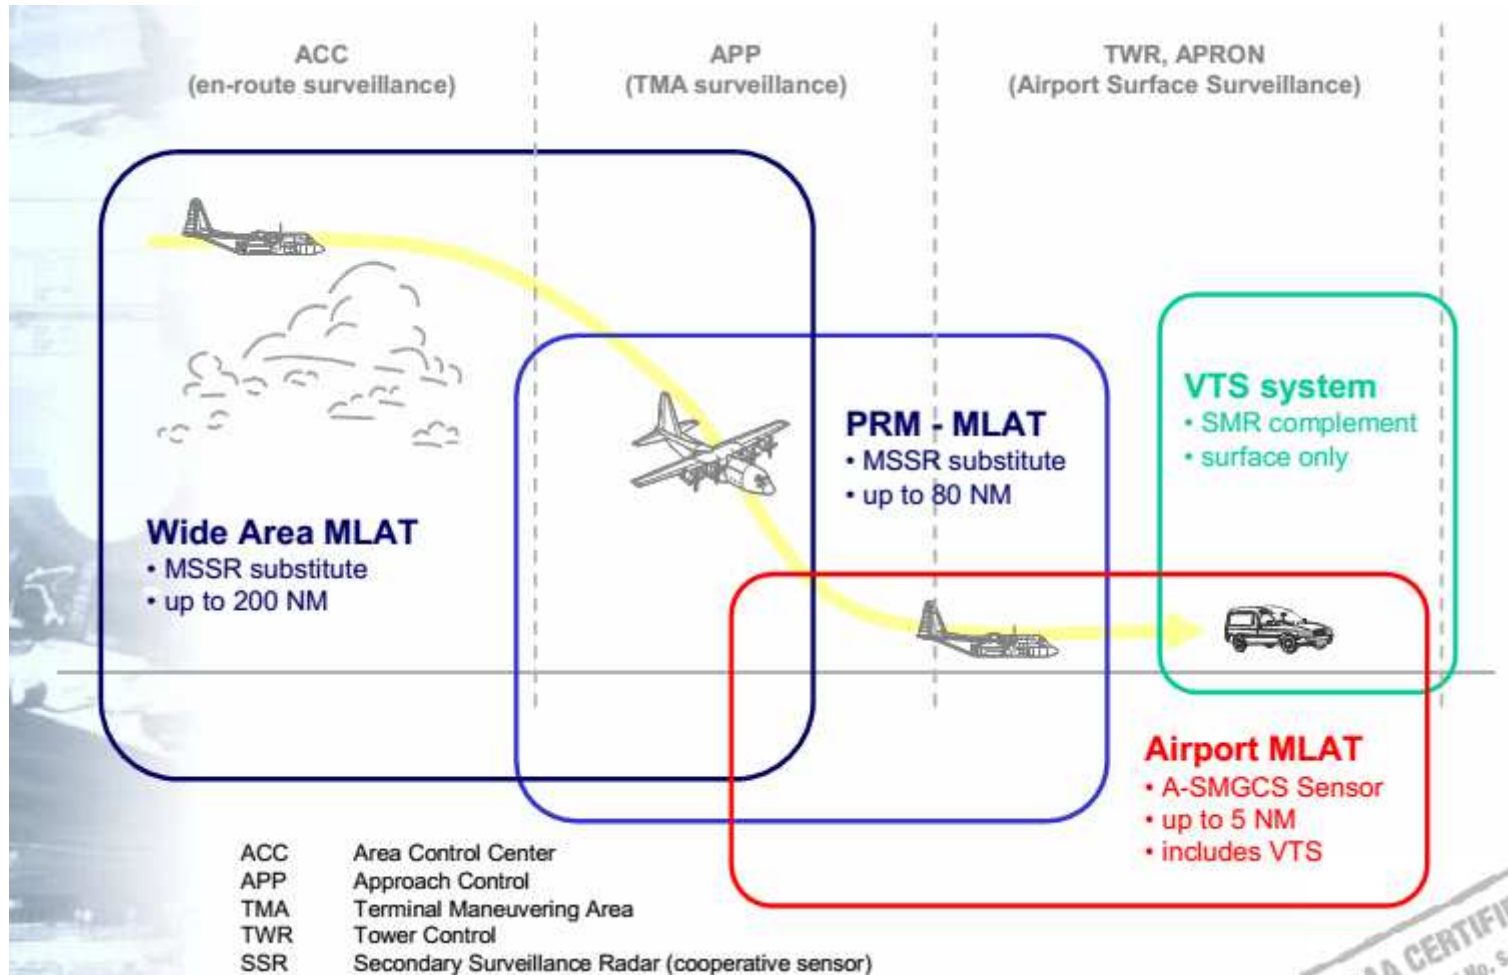 ACC
(en-route surveillance)
APP
(TMA surveillance)
TWR, APRON
(Airport Surface Surveillance)
VTS system
• SMR complement
• surface only
PRM - MLAT
• MSSR substitute
• up to 80 NM
Wide Area MLAT
• MSSR substitute
• up to 200 NM
Airport MLAT
• A-SMGCS Sensor
• up to 5 NM
• includes VTS
ACC Area Control Center
APP Approach Control
TMA Terminal Maneuvering Area
TWR Tower Control
SSR Secondary Surveillance Radar (cooperative sensor)